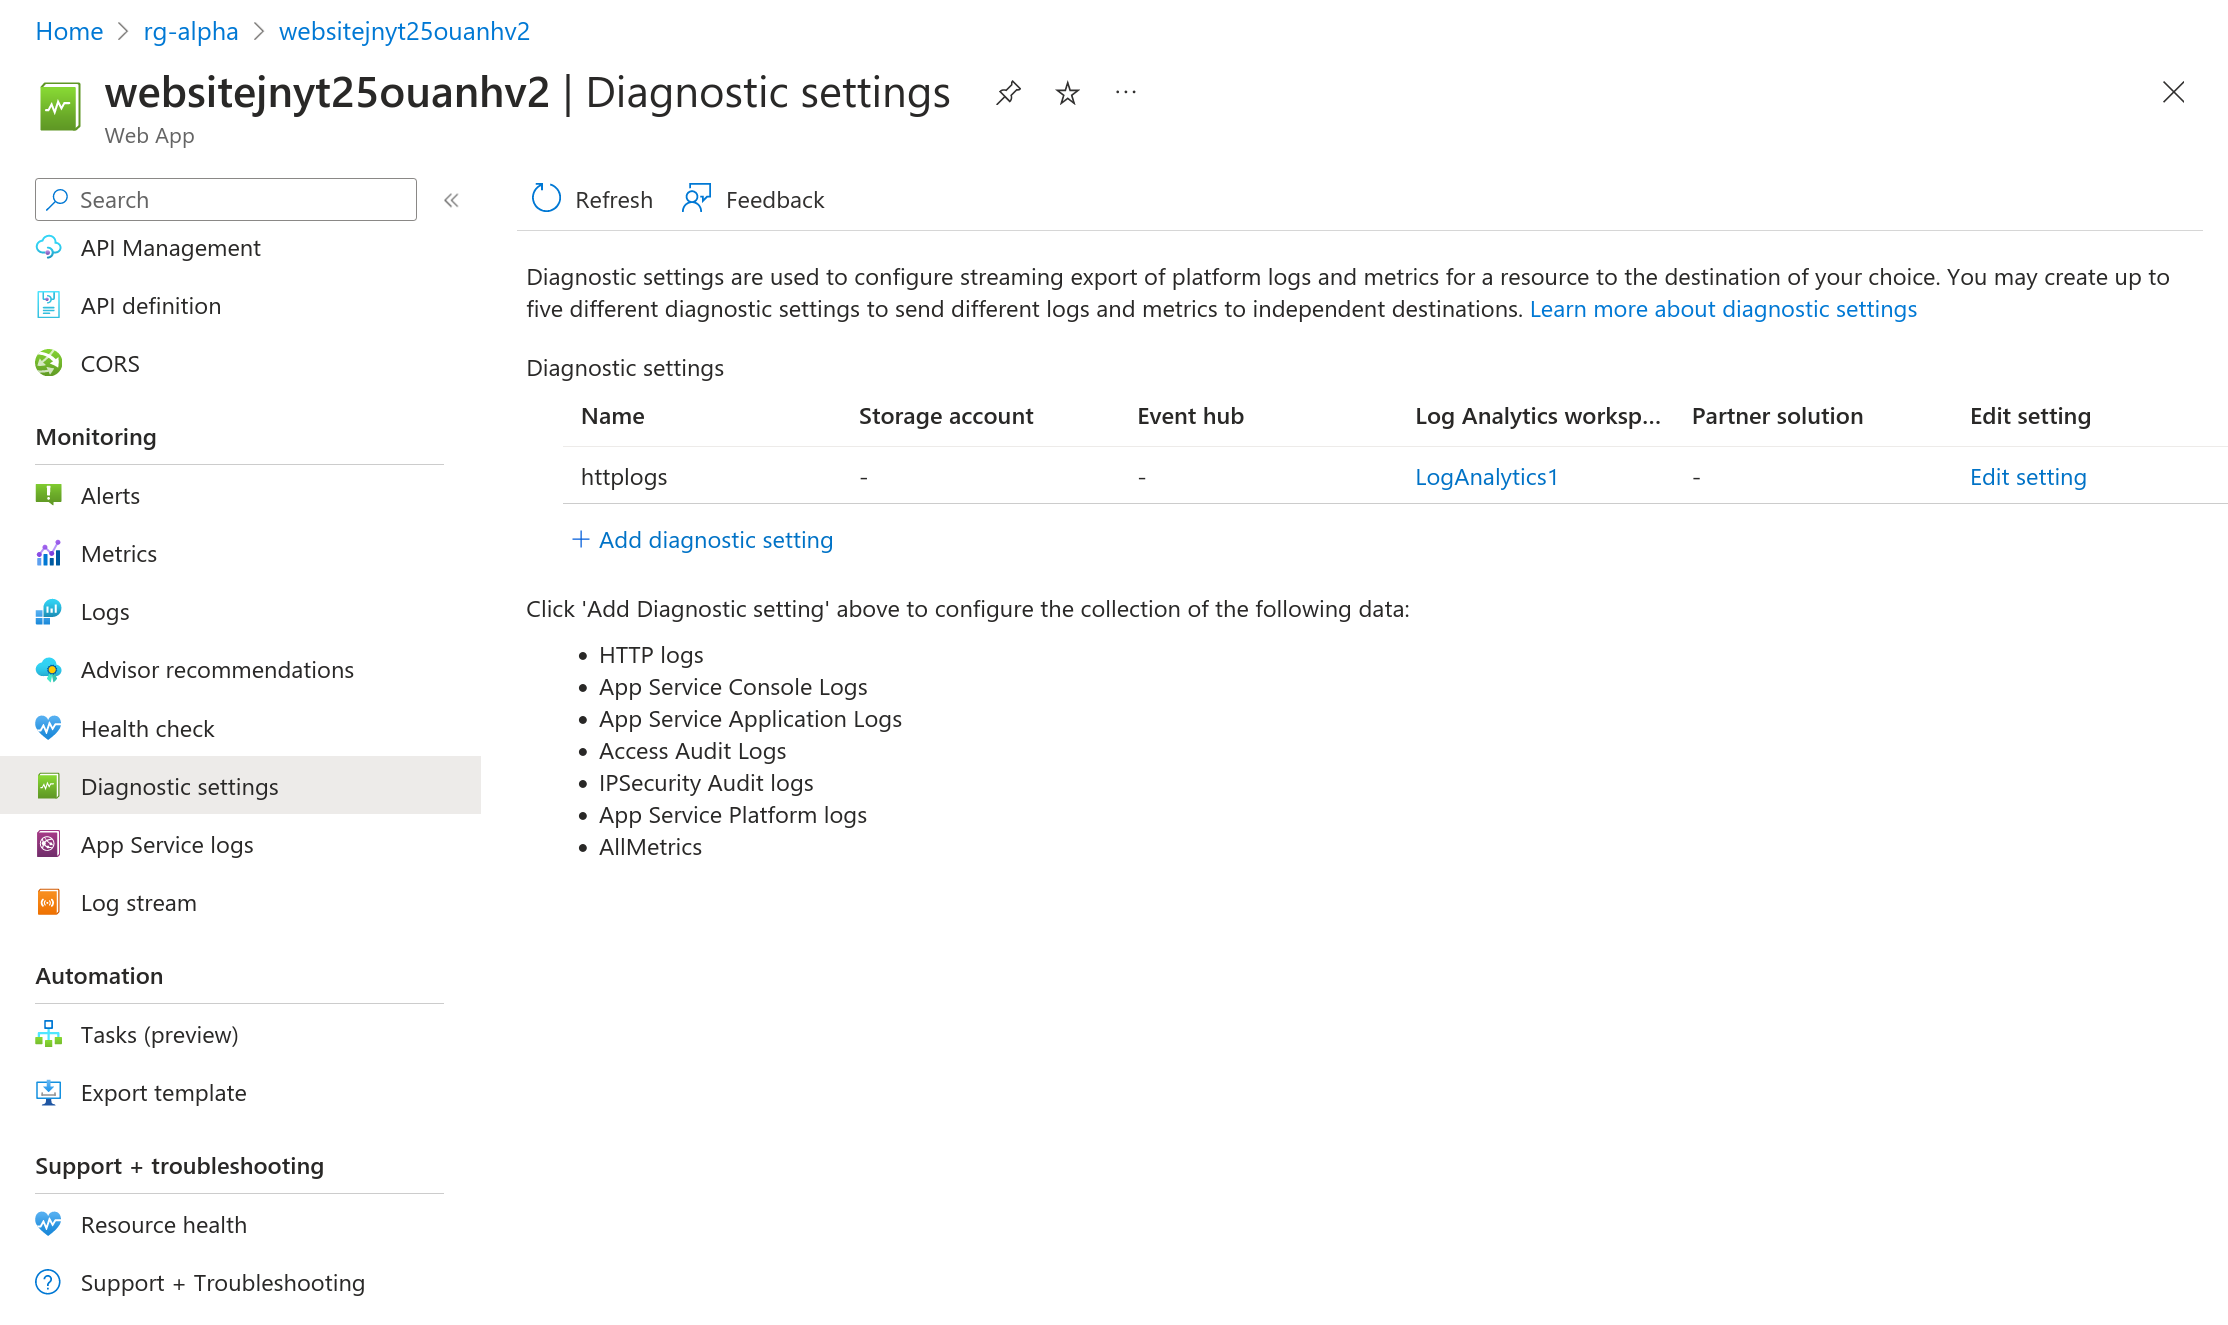 Home > rg-alpha > websitejnyt25ouanhv2
websitejnyt25ouanhv2 | Diagnostic settings ···
Web App
Search «
API Management
API definition
CORS
Monitoring
Alerts
Metrics
Logs
Advisor recommendations
Health check
Diagnostic settings
App Service logs
Log stream
Automation
Tasks (preview)
Export template
Support + troubleshooting
Resource health
Support + Troubleshooting
Refresh Feedback
Diagnostic settings are used to configure streaming export of platform logs and metrics for a resource to the destination of your choice. You may create up to
five different diagnostic settings to send different logs and metrics to independent destinations. Learn more about diagnostic settings
Diagnostic settings
Name Storage account Event hub Log Analytics worksp... Partner solution Edit setting
httplogs - - LogAnalytics1 - Edit setting
+ Add diagnostic setting
Click 'Add Diagnostic setting' above to configure the collection of the following data:
• HTTP logs
• App Service Console Logs
• App Service Application Logs
• Access Audit Logs
• IPSecurity Audit logs
• App Service Platform logs
• AllMetrics